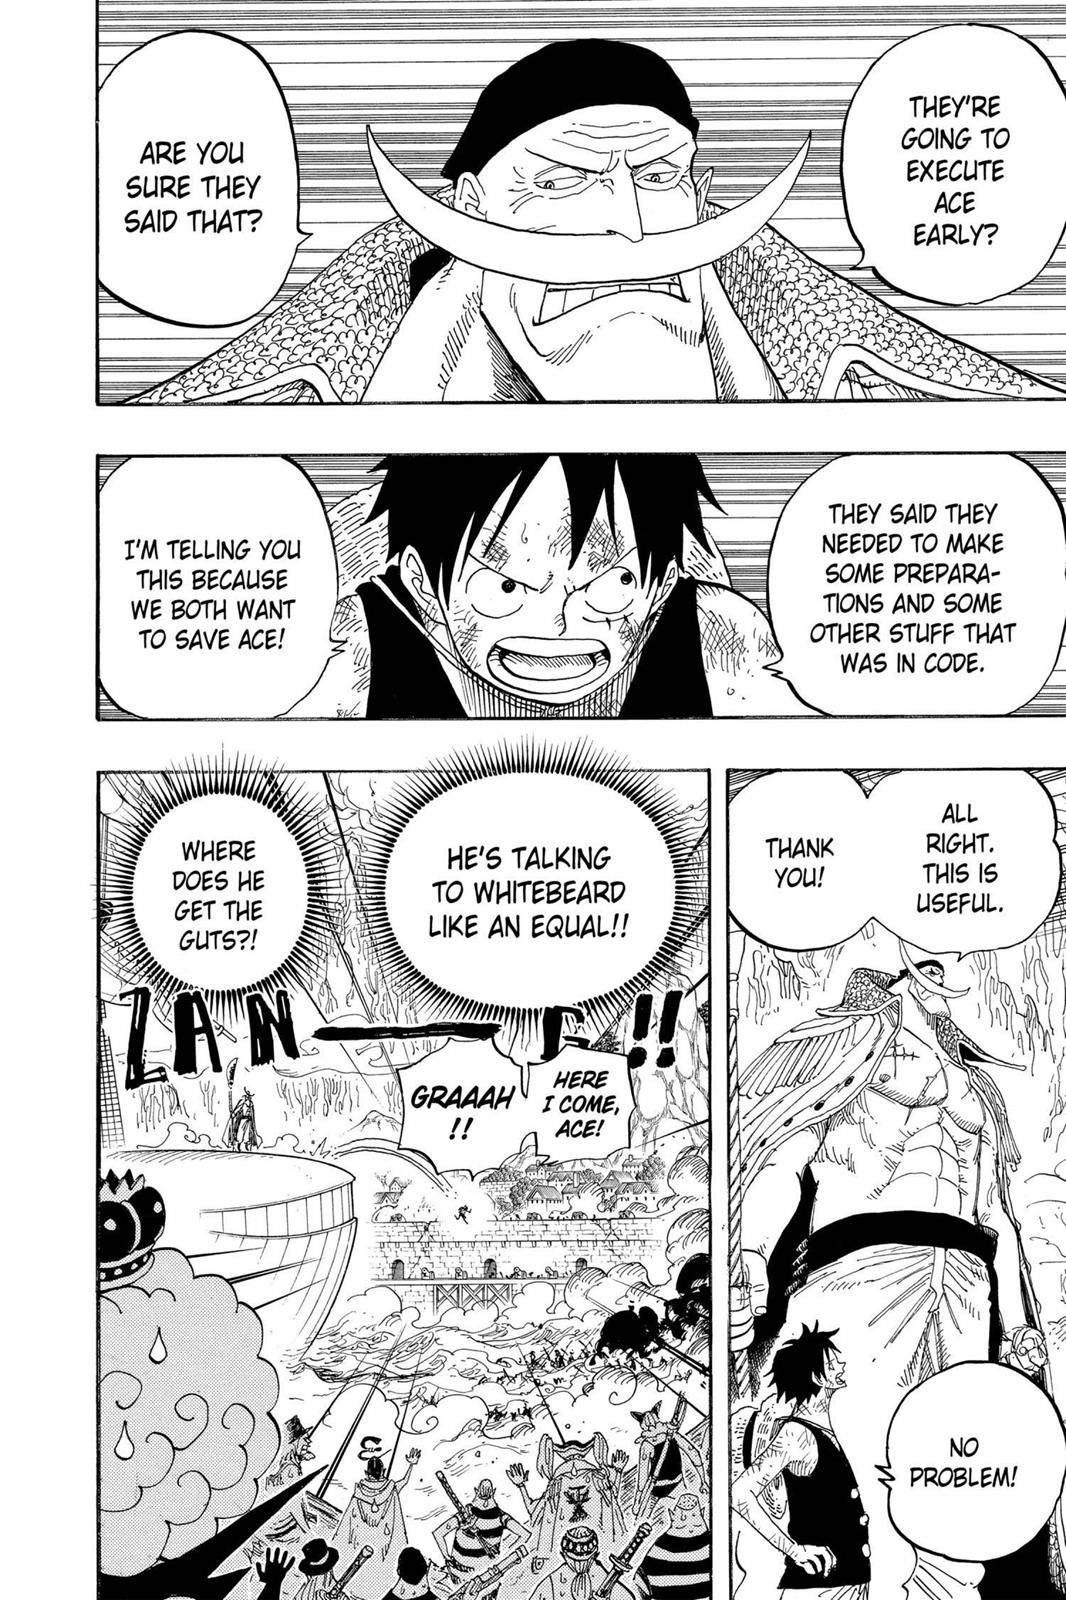 THEY'RE
GOING TO
EXECUTE
ACE
EARLY?
ARE YOU
SURE THEY
SAID THAT?
THEY SAID THEY
NEEDED TO MAKE
SOME PREPARA-
TIONS AND SOME
OTHER STUFF THAT
WAS IN CODE.
I'M TELLING YOU
THIS BECAUSE
WE BOTH WANT
TO SAVE ACE!
ALL
RIGHT.
THIS IS
USEFUL.
THANK
YOU!
NO
PROBLEM!
HE'S TALKING
TO WHITEBEARD
LIKE AN EQUAL!!
WHERE
DOES HE
GET THE
GUTS?!
HERE
I COME,
ACE!
GRAAAH
!!